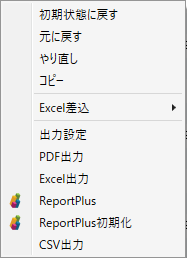 初期状態に戻す
元に戻す
やり直し
コピー
Excel差込
出力設定
PDF出力
Excel出力
ReportPlus
ReportPlus初期化
CSV出力